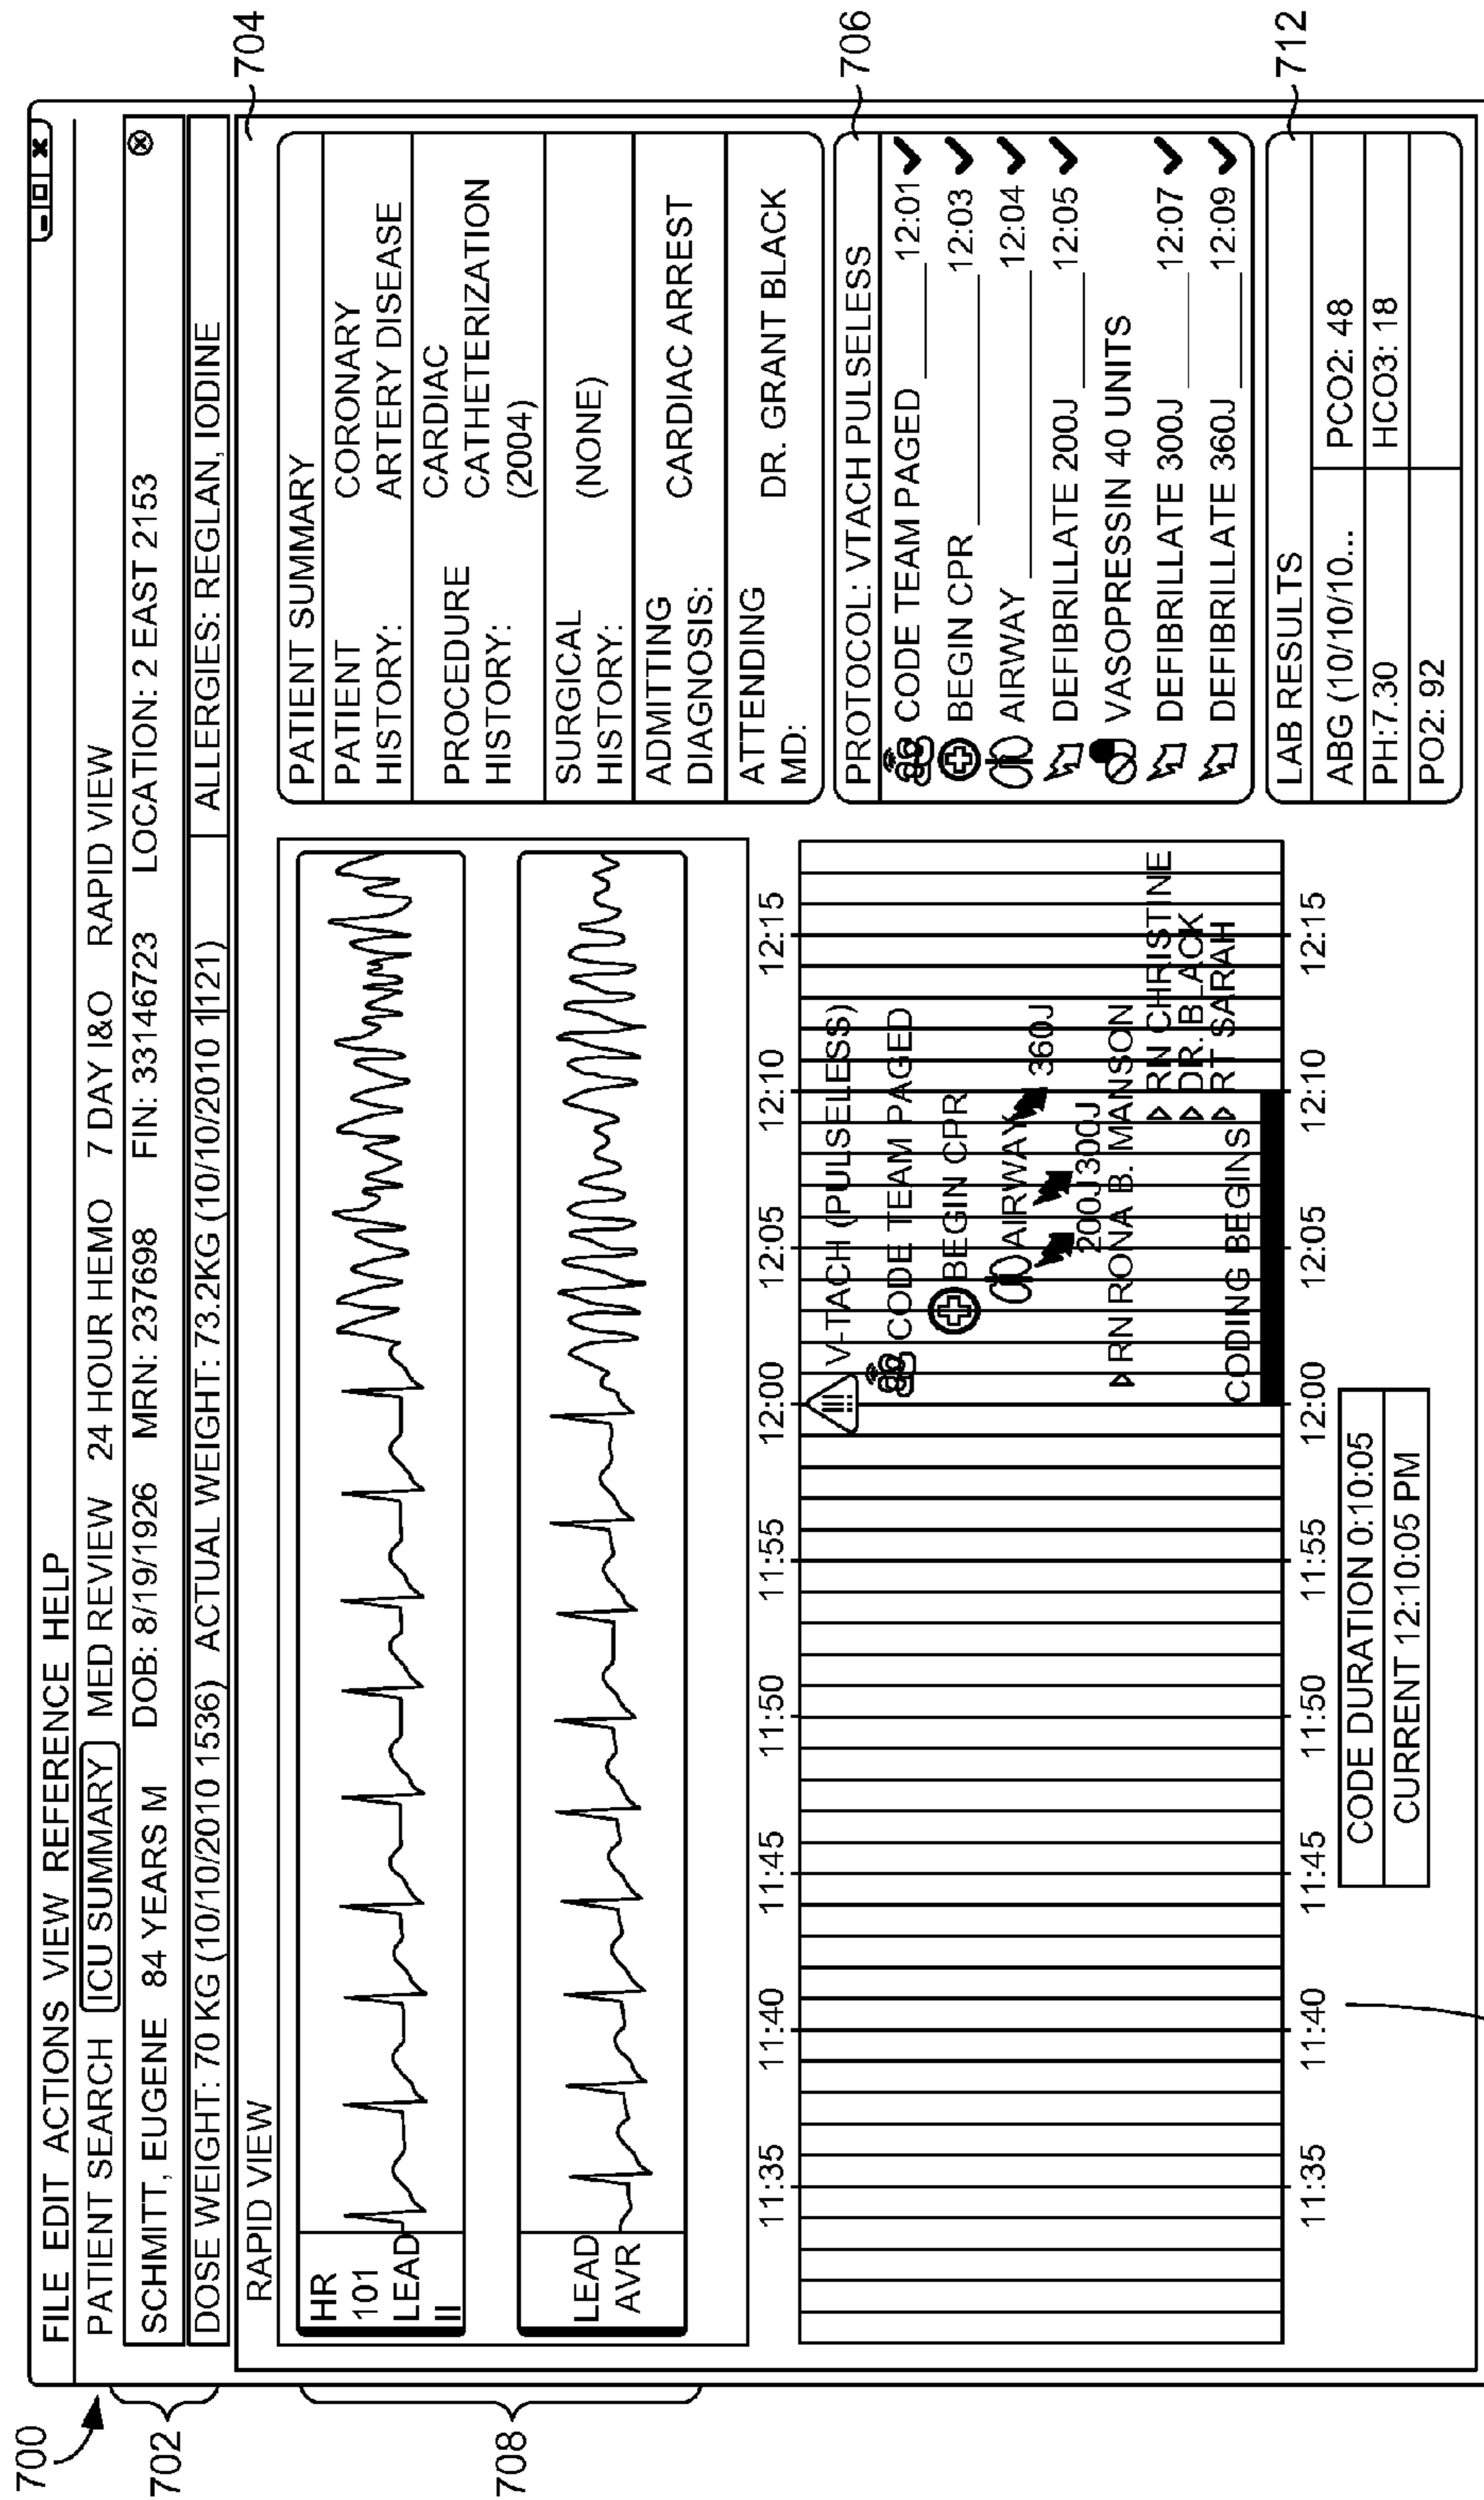 700
FILE EDIT ACTIONS VIEW REFERENCE HELP
PATIENT SEARCH ICU SUMMARY MED REVIEW 24 HOUR HEMO 7 DAY I&O RAPID VIEW
702
SCHMITT, EUGENE 84 YEARS M DOB: 8/19/1926 MRN: 237698 FIN: 33146723 LOCATION: 2 EAST 2153
DOSE WEIGHT: 70 KG (10/10/2010 1536) ACTUAL WEIGHT: 73.2KG (10/10/2010 1121) ALLERGIES: REGLAN, IODINE
704
RAPID VIEW
708
HR
101
LEAD
II
LEAD
AVR
PATIENT SUMMARY
PATIENT HISTORY: CORONARY ARTERY DISEASE
PROCEDURE HISTORY: CARDIAC CATHETERIZATION (2004)
SURGICAL HISTORY: (NONE)
ADMITTING DIAGNOSIS: CARDIAC ARREST
ATTENDING MD: DR. GRANT BLACK
706
PROTOCOL: VTACH PULSELESS
CODE TEAM PAGED 12:01
BEGIN CPR 12:03
AIRWAY 12:04
DEFIBRILLATE 200J 12:05
VASOPRESSIN 40 UNITS
DEFIBRILLATE 300J 12:07
DEFIBRILLATE 360J 12:09
712
LAB RESULTS
ABG (10/10/10... PCO2: 48
PH:7.30 HCO3: 18
PO2: 92
11:35 11:40 11:45 11:50 11:55 12:00 12:05 12:10 12:15
V-TACH (PULSELESS)
CODE TEAM PAGED
BEGIN CPR
AIRWAY
360J
200J 300J
RN RONA B. MANSON
RN CHRISTINE
DR. BLACK
RT SARAH
CODING BEGINS
11:35 11:40 11:45 11:50 11:55 12:00 12:05 12:10 12:15
CODE DURATION 0:10:05
CURRENT 12:10:05 PM